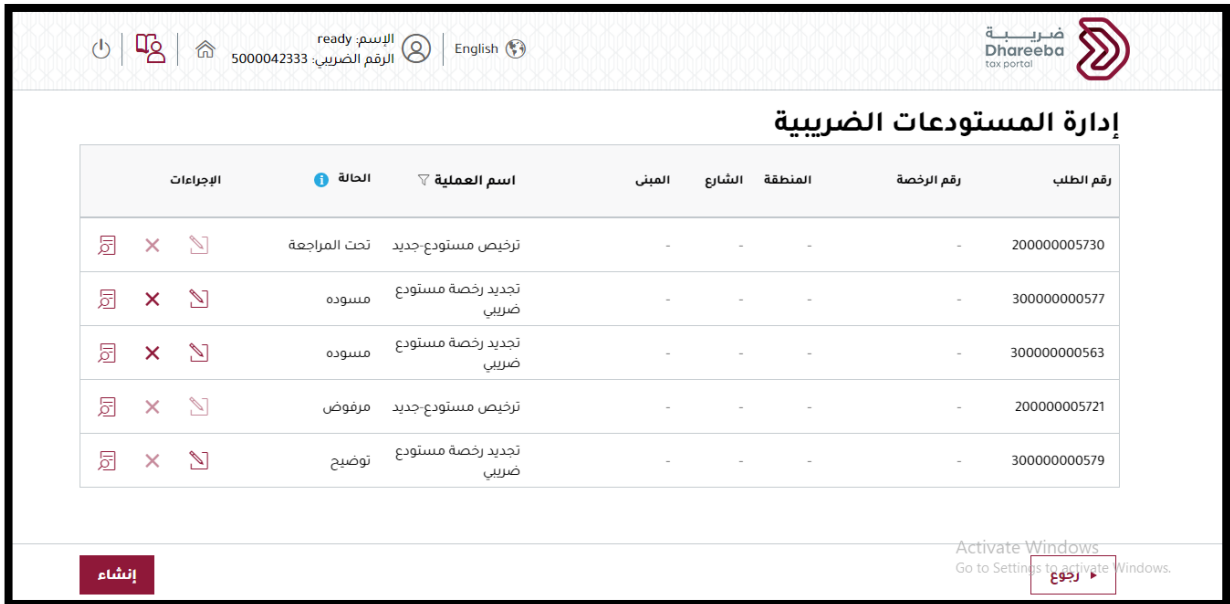 ضريبة
Dhareeba
tax portal
English
الإسم: ready
الرقم الضريبي: 5000042333
إدارة المستودعات الضريبية
رقم الطلب رقم الرخصة المنطقة الشارع المبنى اسم العملية الحالة الإجراءات
200000005730 - - - - ترخيص مستودع-جديد تحت المراجعة
300000000577 - - - - تجديد رخصة مستودع مسوده
ضريبي
300000000563 - - - - تجديد رخصة مستودع مسوده
ضريبي
200000005721 - - - - ترخيص مستودع-جديد مرفوض
300000000579 - - - - تجديد رخصة مستودع توضيح
ضريبي
Activate Windows
Go to Settings to activate Windows.
رجوع
إنشاء